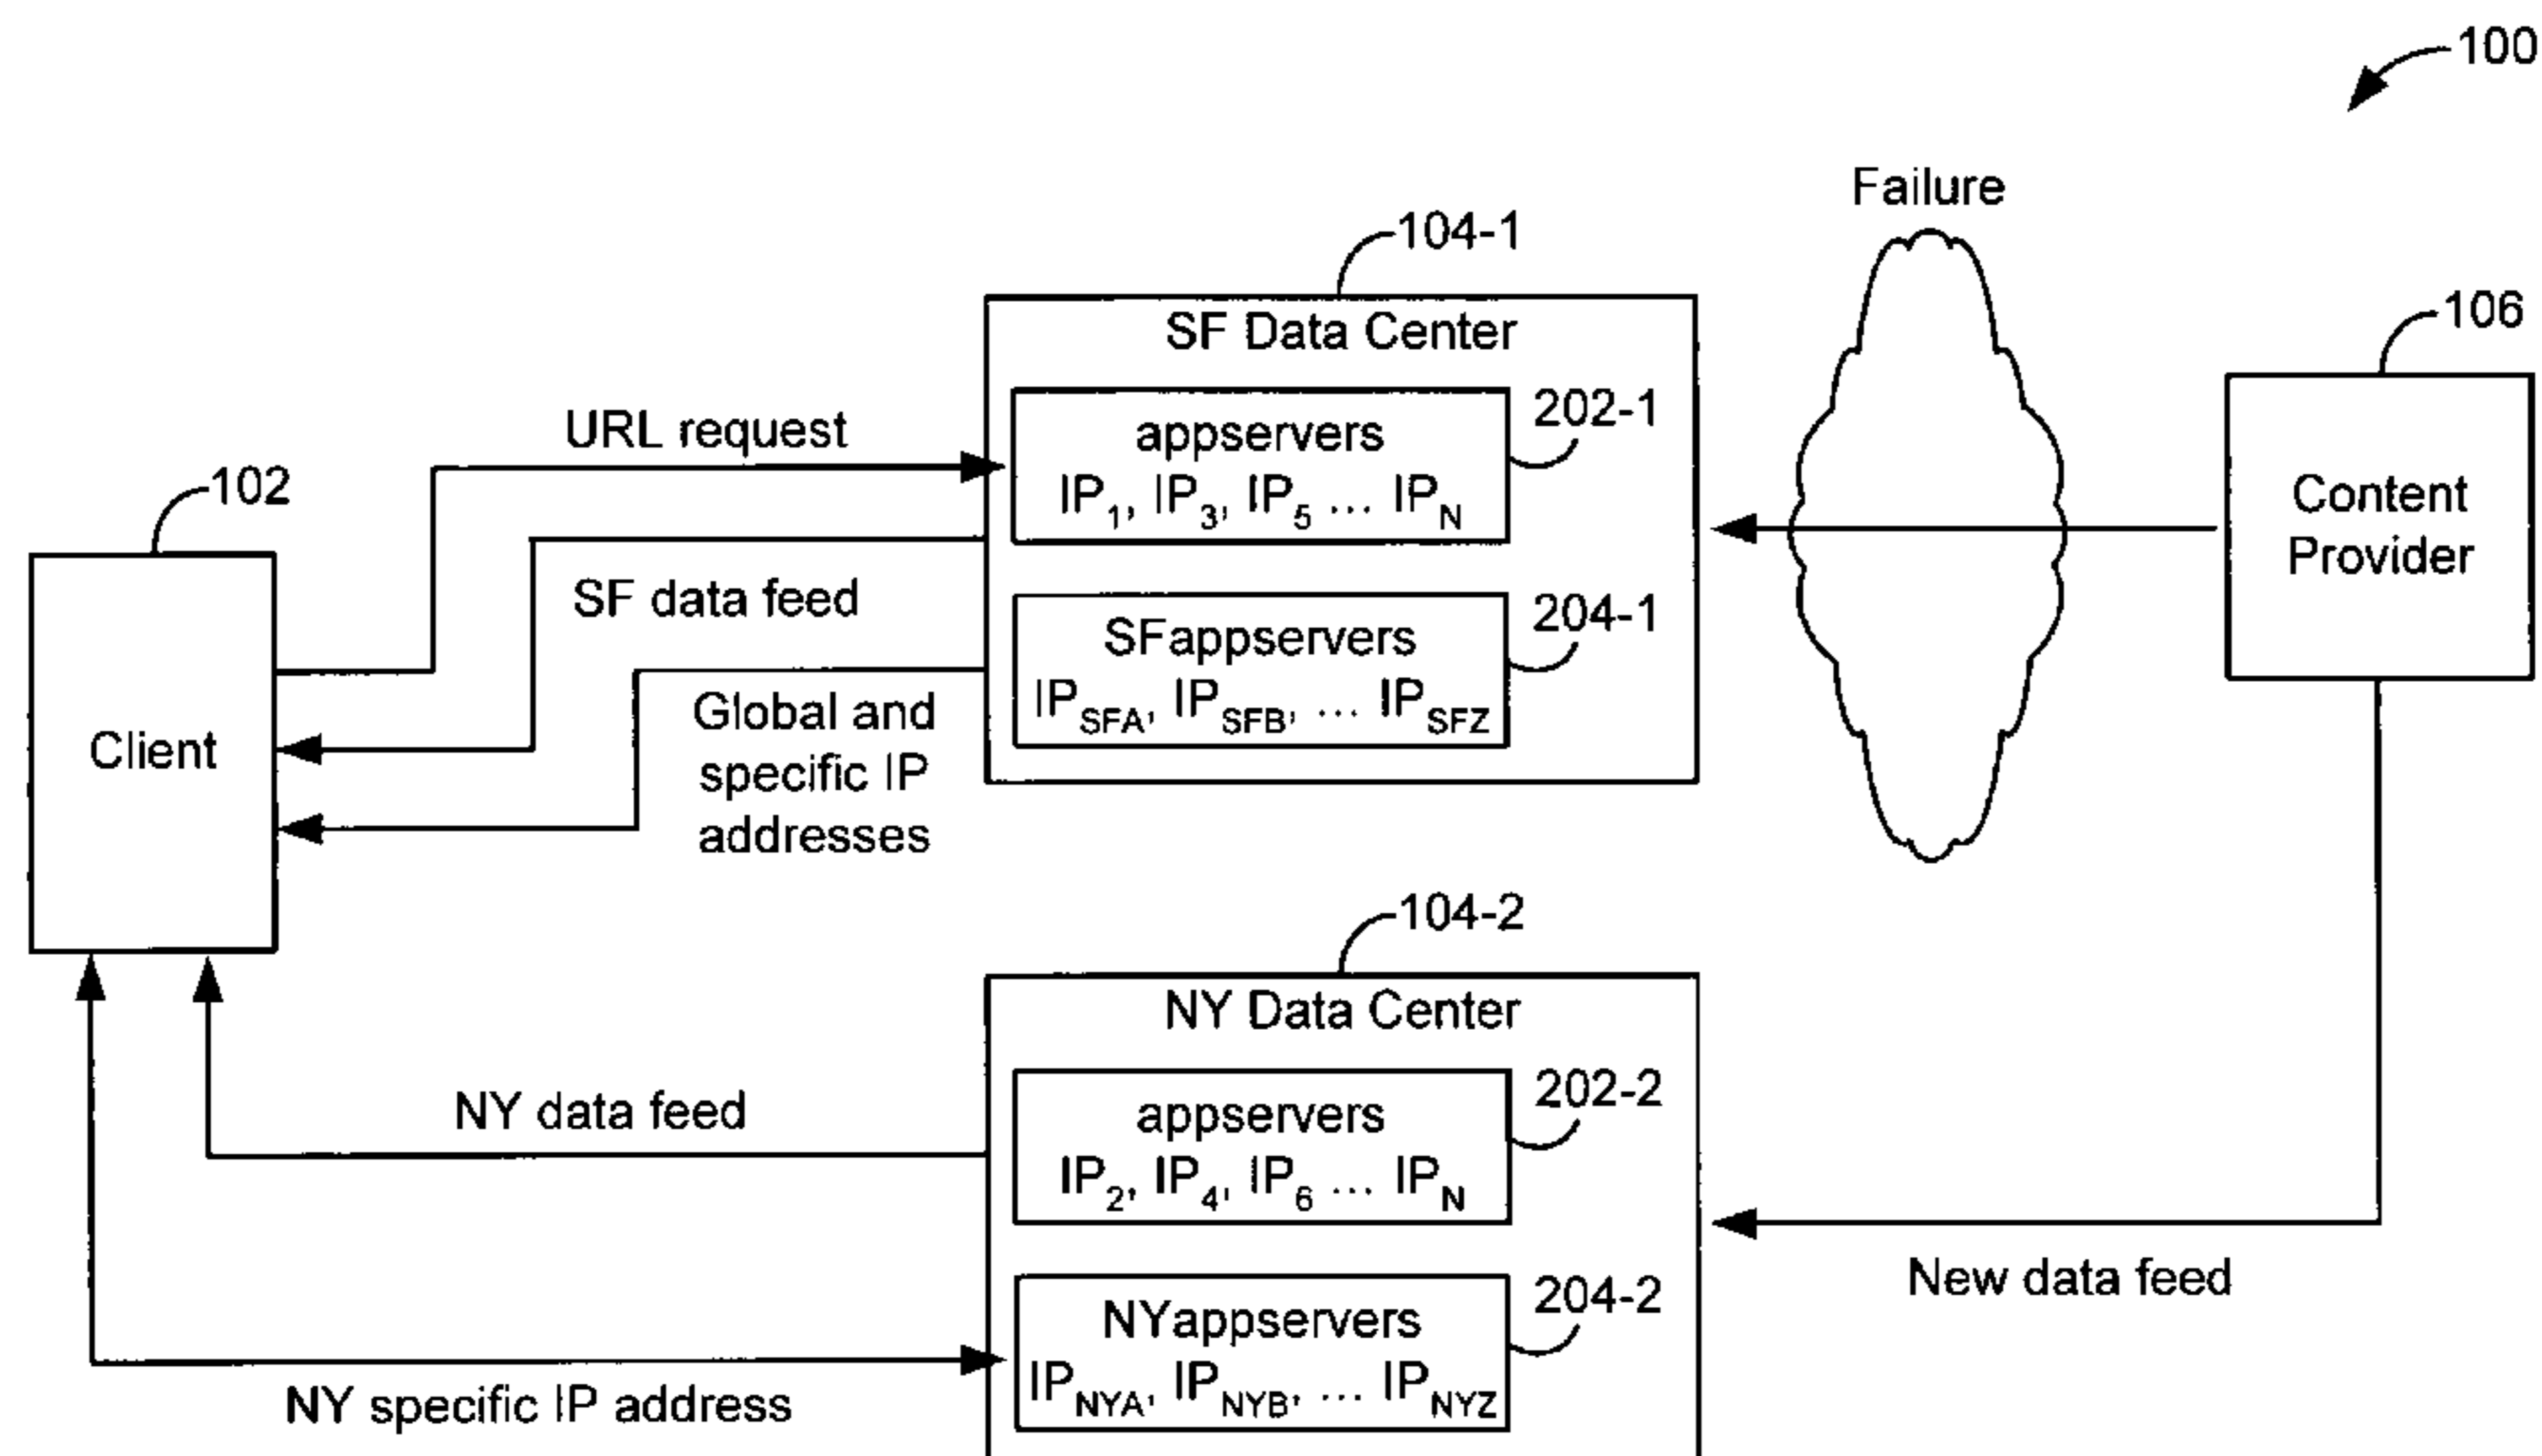 100
Failure
104-1
106
SF Data Center
202-1
appservers
IP1, IP3, IP5 ... IPN
URL request
102
Content
Provider
SF data feed
204-1
SFappservers
IPSFA, IPSFB, ... IPSFZ
Global and
specific IP
addresses
Client
104-2
NY Data Center
202-2
appservers
IP2, IP4, IP6 ... IPN
NY data feed
New data feed
204-2
NYappservers
IPNYA, IPNYB, ... IPNYZ
NY specific IP address